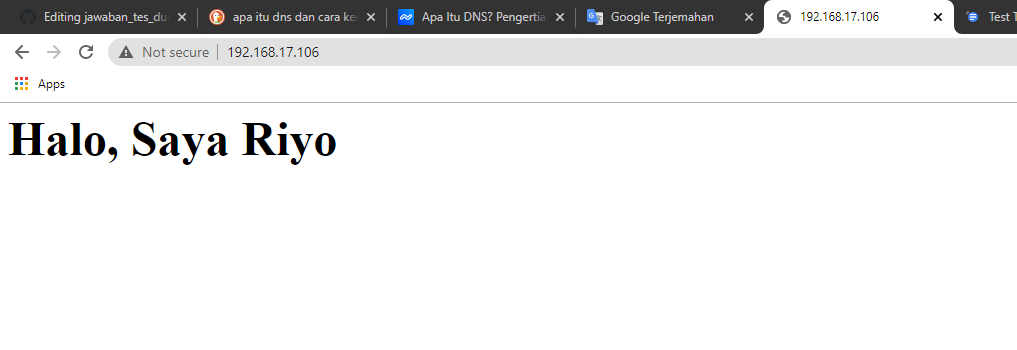 Editing jawaban_tes_du
apa itu dns dan cara ke
Apa Itu DNS? Pengertia
Google Terjemahan
192.168.17.106
Test T
Not secure
192.168.17.106
Apps
Halo, Saya Riyo